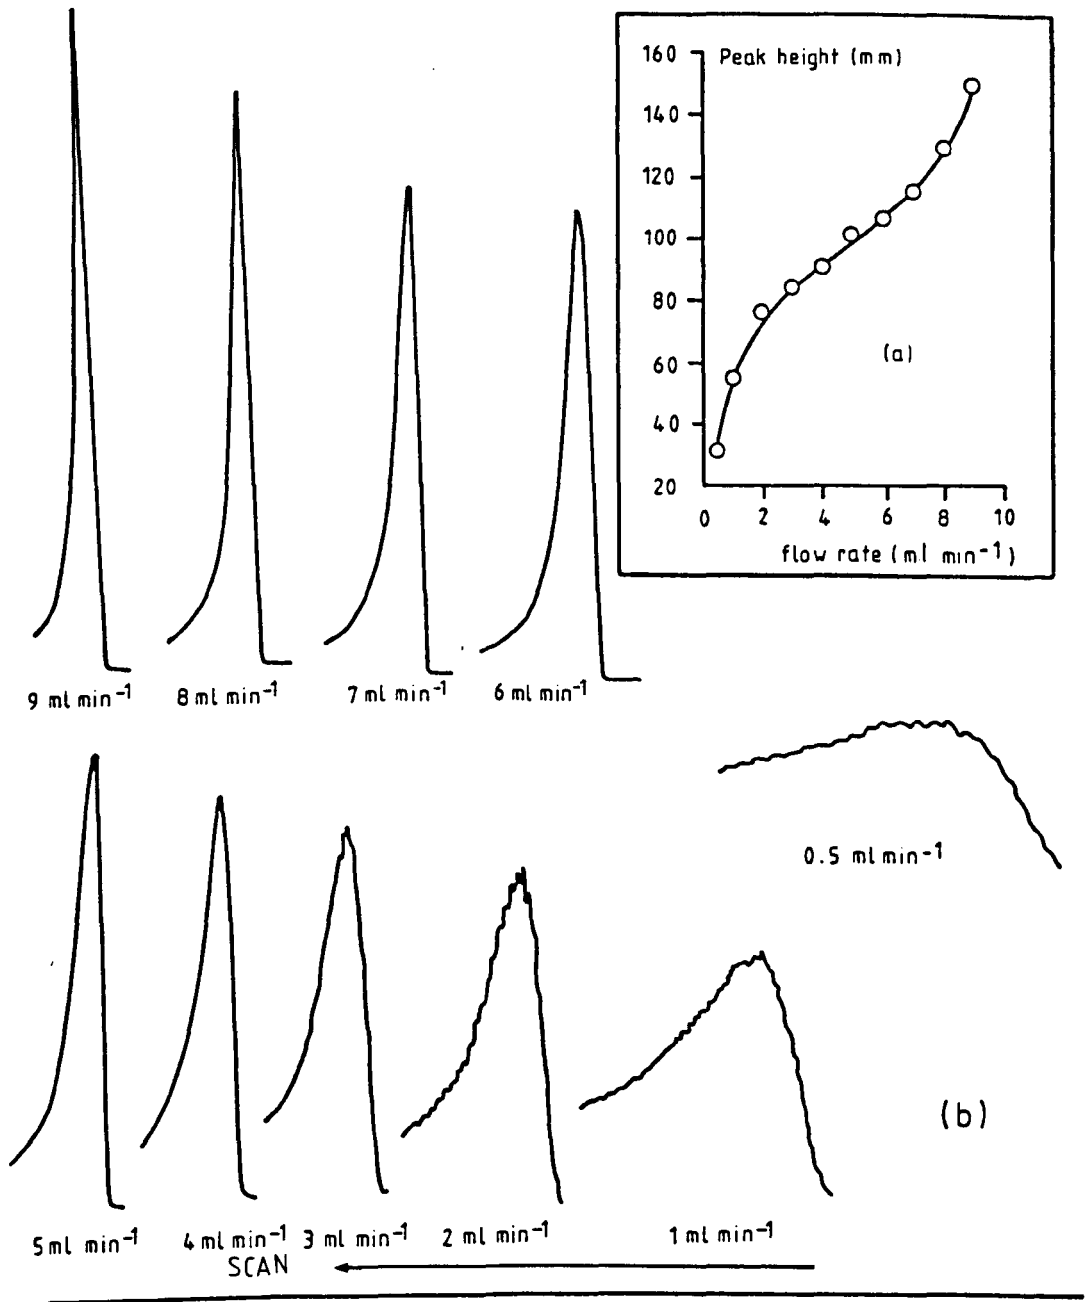 160 Peak height (mm)
140
120
100
80
60
40
20
(a)
0 2 4 6 8 10
flow rate (ml min⁻¹)
9 ml min⁻¹ 8 ml min⁻¹ 7 ml min⁻¹ 6 ml min⁻¹
0.5 ml min⁻¹
(b)
5 ml min⁻¹ 4 ml min⁻¹ 3 ml min⁻¹ 2 ml min⁻¹ 1 ml min⁻¹
SCAN